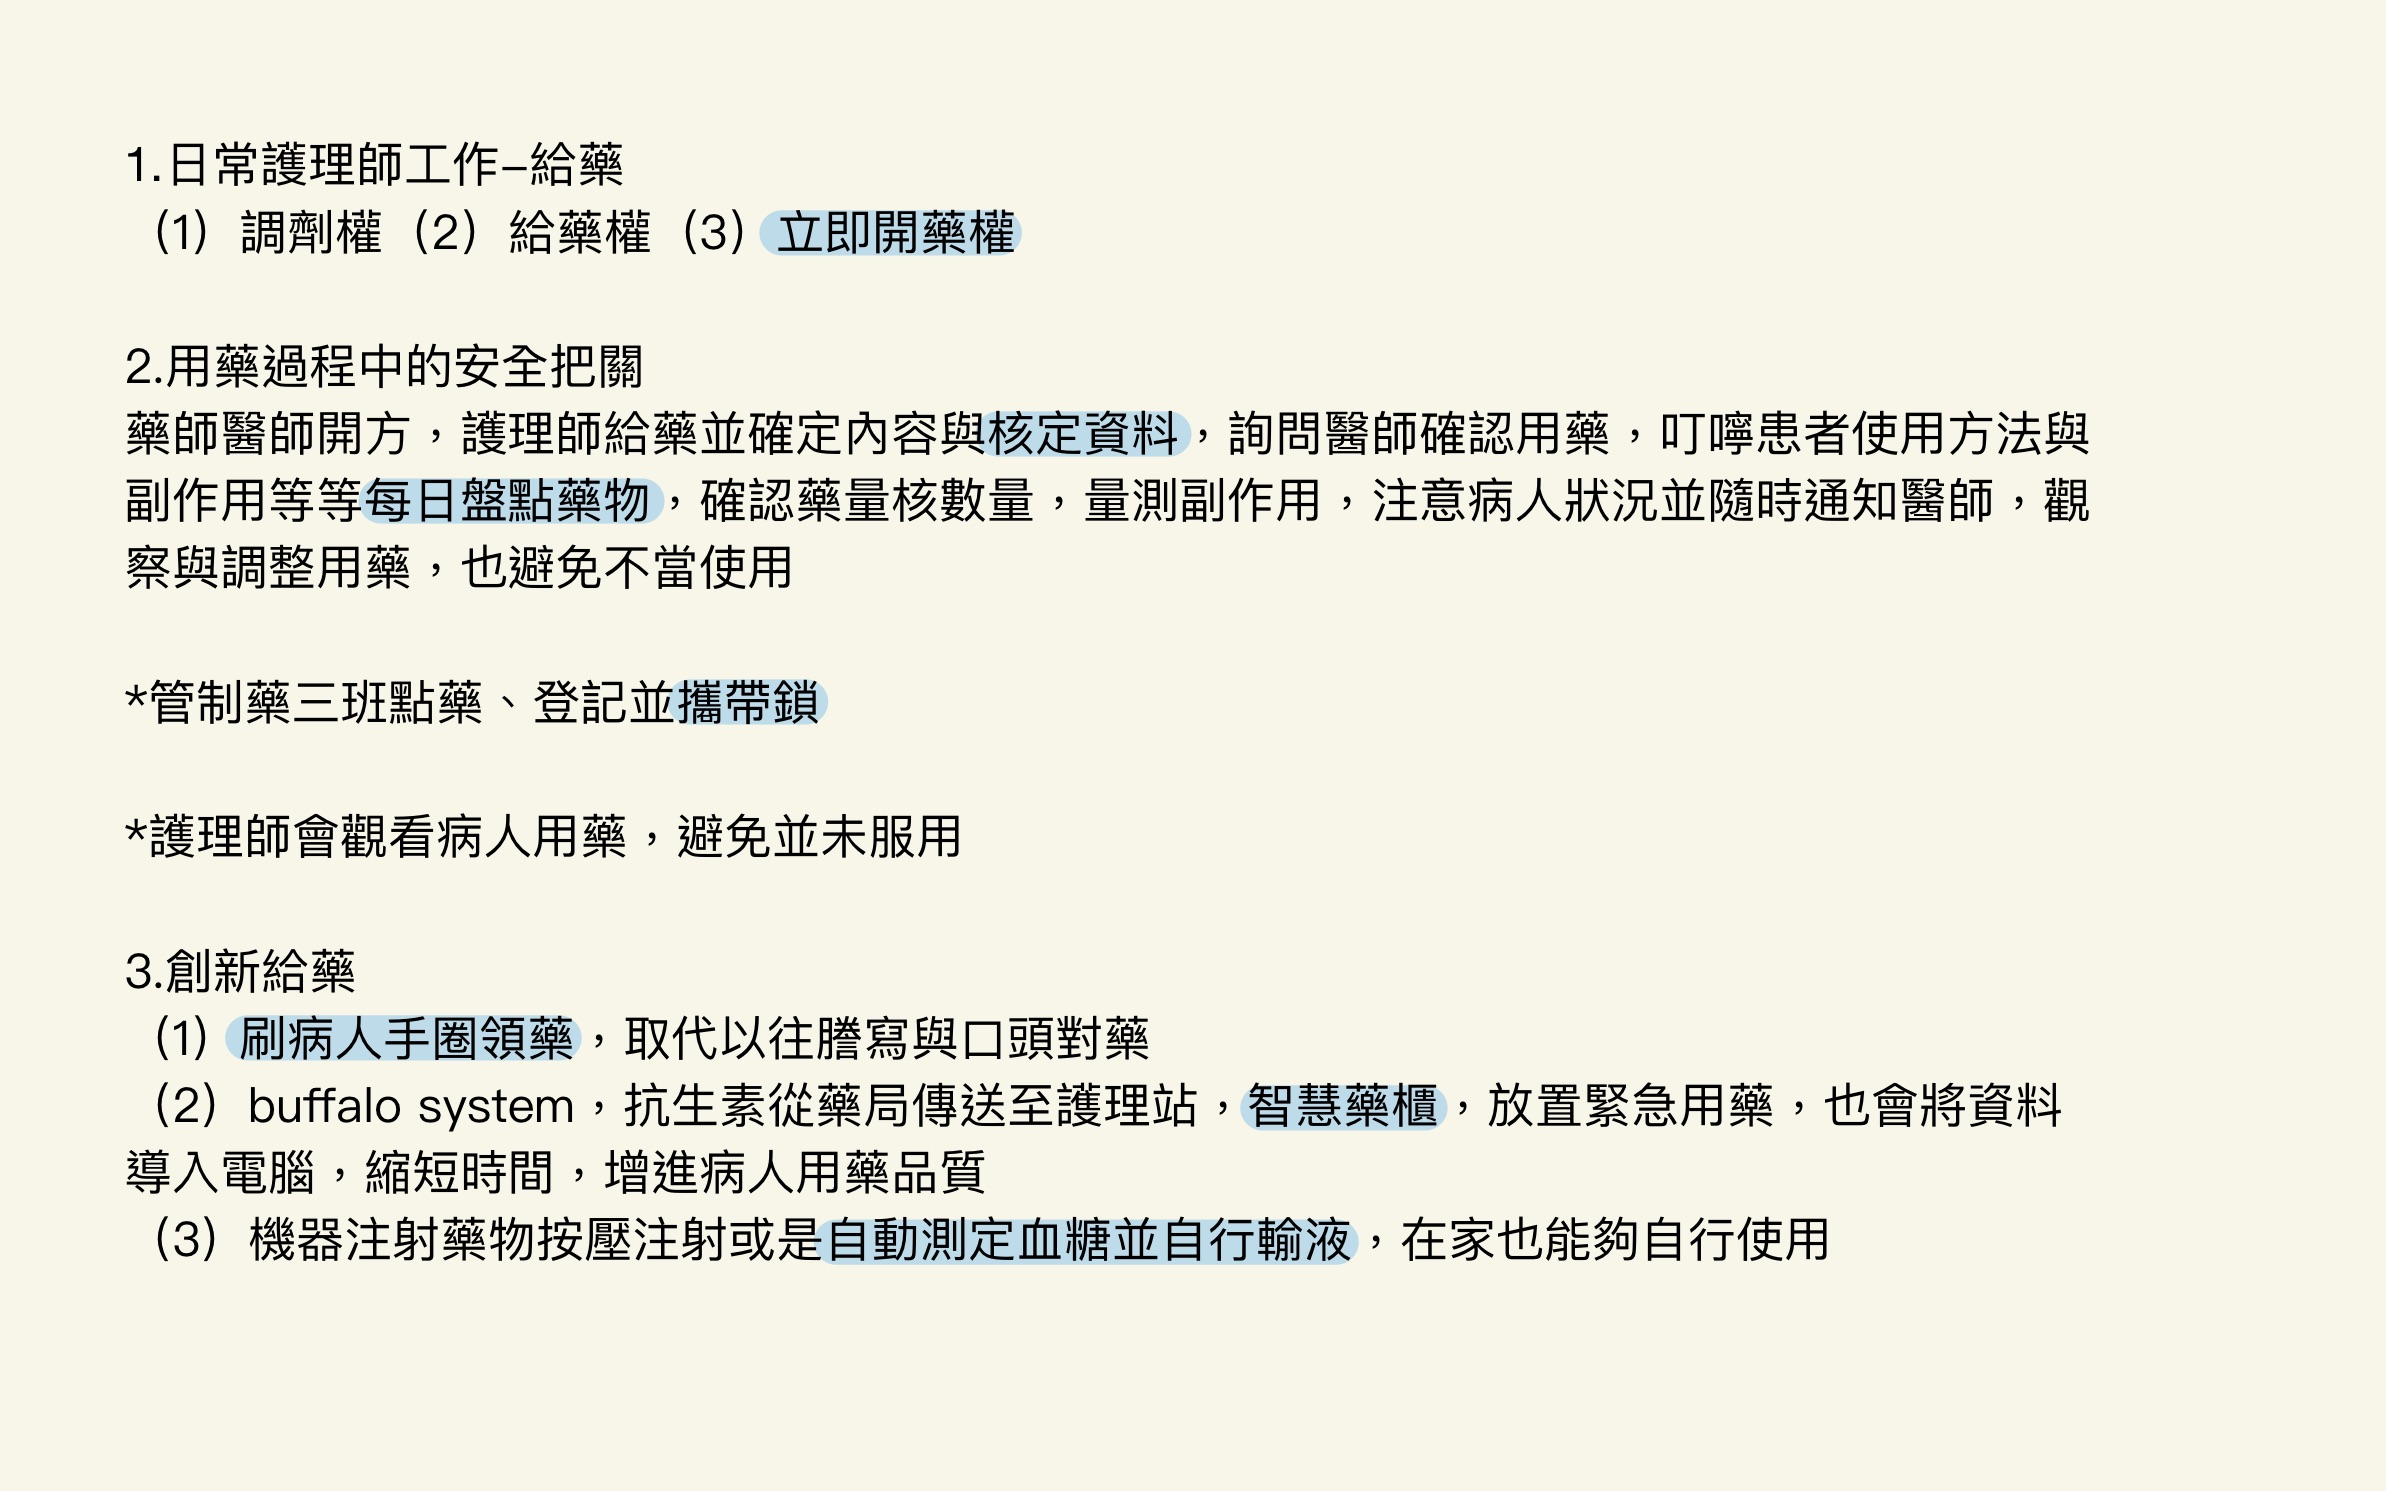 1.日常護理師工作–給藥
（1）調劑權（2）給藥權（3）立即開藥權
2.用藥過程中的安全把關
藥師醫師開方，護理師給藥並確定內容與核定資料，詢問醫師確認用藥，叮嚀患者使用方法與
副作用等等每日盤點藥物，確認藥量核數量，量測副作用，注意病人狀況並隨時通知醫師，觀
察與調整用藥，也避免不當使用
*管制藥三班點藥、登記並攜帶鎖
*護理師會觀看病人用藥，避免並未服用
3.創新給藥
（1）刷病人手圈領藥，取代以往謄寫與口頭對藥
（2）buffalo system，抗生素從藥局傳送至護理站，智慧藥櫃，放置緊急用藥，也會將資料
導入電腦，縮短時間，增進病人用藥品質
（3）機器注射藥物按壓注射或是自動測定血糖並自行輸液，在家也能夠自行使用